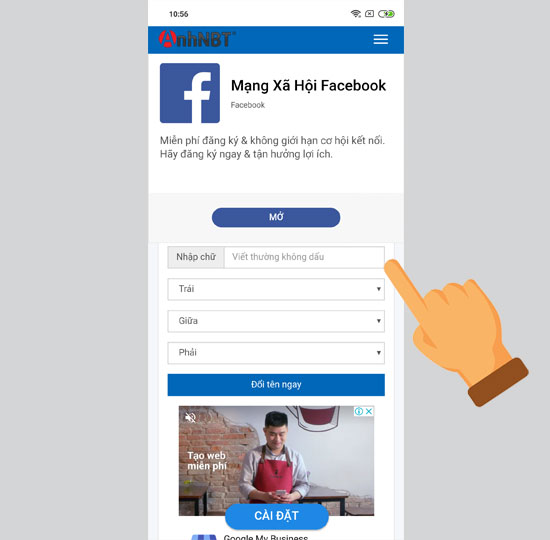 10:56
AnhNBT
Mạng Xã Hội Facebook
Facebook
Miễn phí đăng ký & không giới hạn cơ hội kết nối.
Hãy đăng ký ngay & tận hưởng lợi ích.
MỞ
Nhập chữ
Viết thường không dấu
Trái
Giữa
Phải
Đổi tên ngay
Tạo web
miễn phí
CÀI ĐẶT
Google My Business